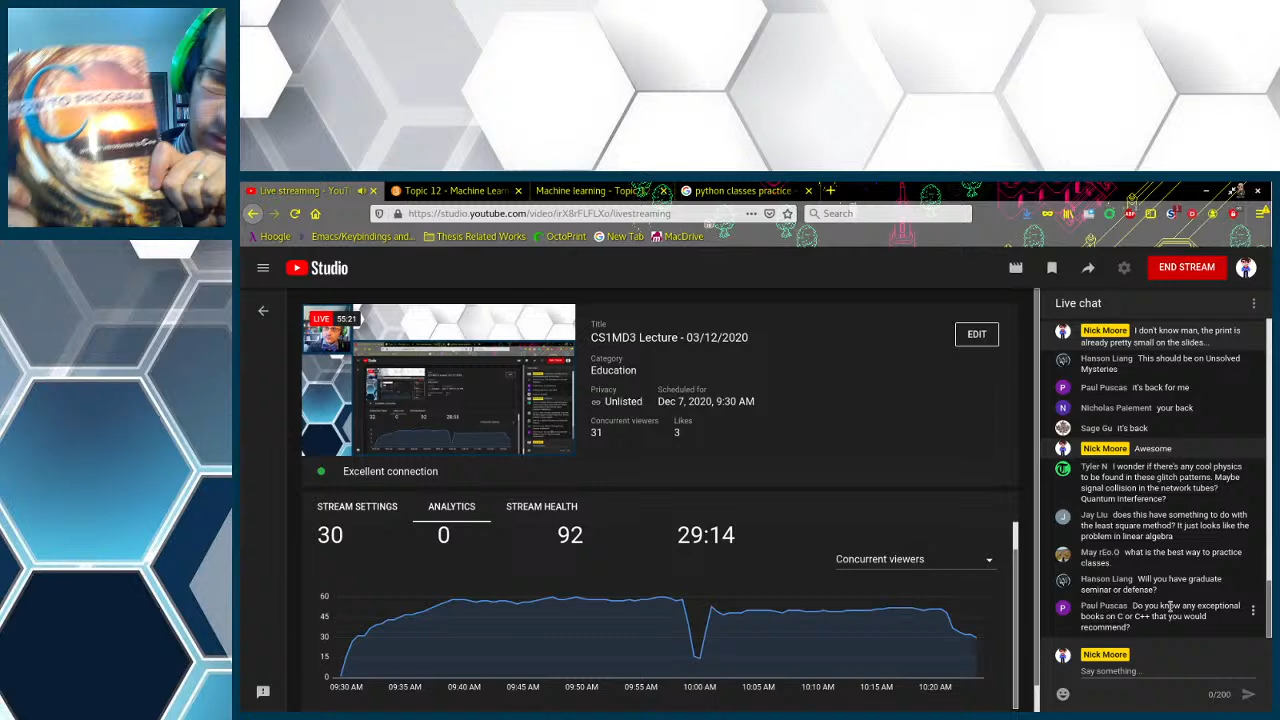 C
HOW TO PROGRAM
Live streaming - YouT
Topic 12 - Machine Learn
Machine learning - Topic
python classes practice -
https://studio.youtube.com/video/irX8rFLFLXo/livestreaming
Search
Hoogle
Emacs/Keybindings and...
Thesis Related Works
OctoPrint
New Tab
MacDrive
Studio
END STREAM
LIVE 55:21
Title
CS1MD3 Lecture - 03/12/2020
EDIT
Category
Education
Privacy
Unlisted
Scheduled for
Dec 7, 2020, 9:30 AM
Concurrent viewers
31
Likes
3
Excellent connection
STREAM SETTINGS
ANALYTICS
STREAM HEALTH
30
0
92
29:14
Concurrent viewers
60
45
30
15
0
09:30 AM
09:35 AM
09:40 AM
09:45 AM
09:50 AM
09:55 AM
10:00 AM
10:05 AM
10:10 AM
10:15 AM
10:20 AM
Live chat
Nick Moore I don't know man, the print is
already pretty small on the slides...
Hanson Liang This should be on Unsolved
Mysteries
Paul Puscas it's back for me
Nicholas Paiement your back
Sage Gu it's back
Nick Moore Awesome
Tyler N I wonder if there's any cool physics
to be found in these glitch patterns. Maybe
signal collision in the network tubes?
Quantum Interference?
Jay Liu does this have something to do with
the least square method? It just looks like the
problem in linear algebra
May rEo.O what is the best way to practice
classes.
Hanson Liang Will you have graduate
seminar or defense?
Paul Puscas Do you know any exceptional
books on C or C++ that you would
recommend?
Nick Moore
Say something...
0/200